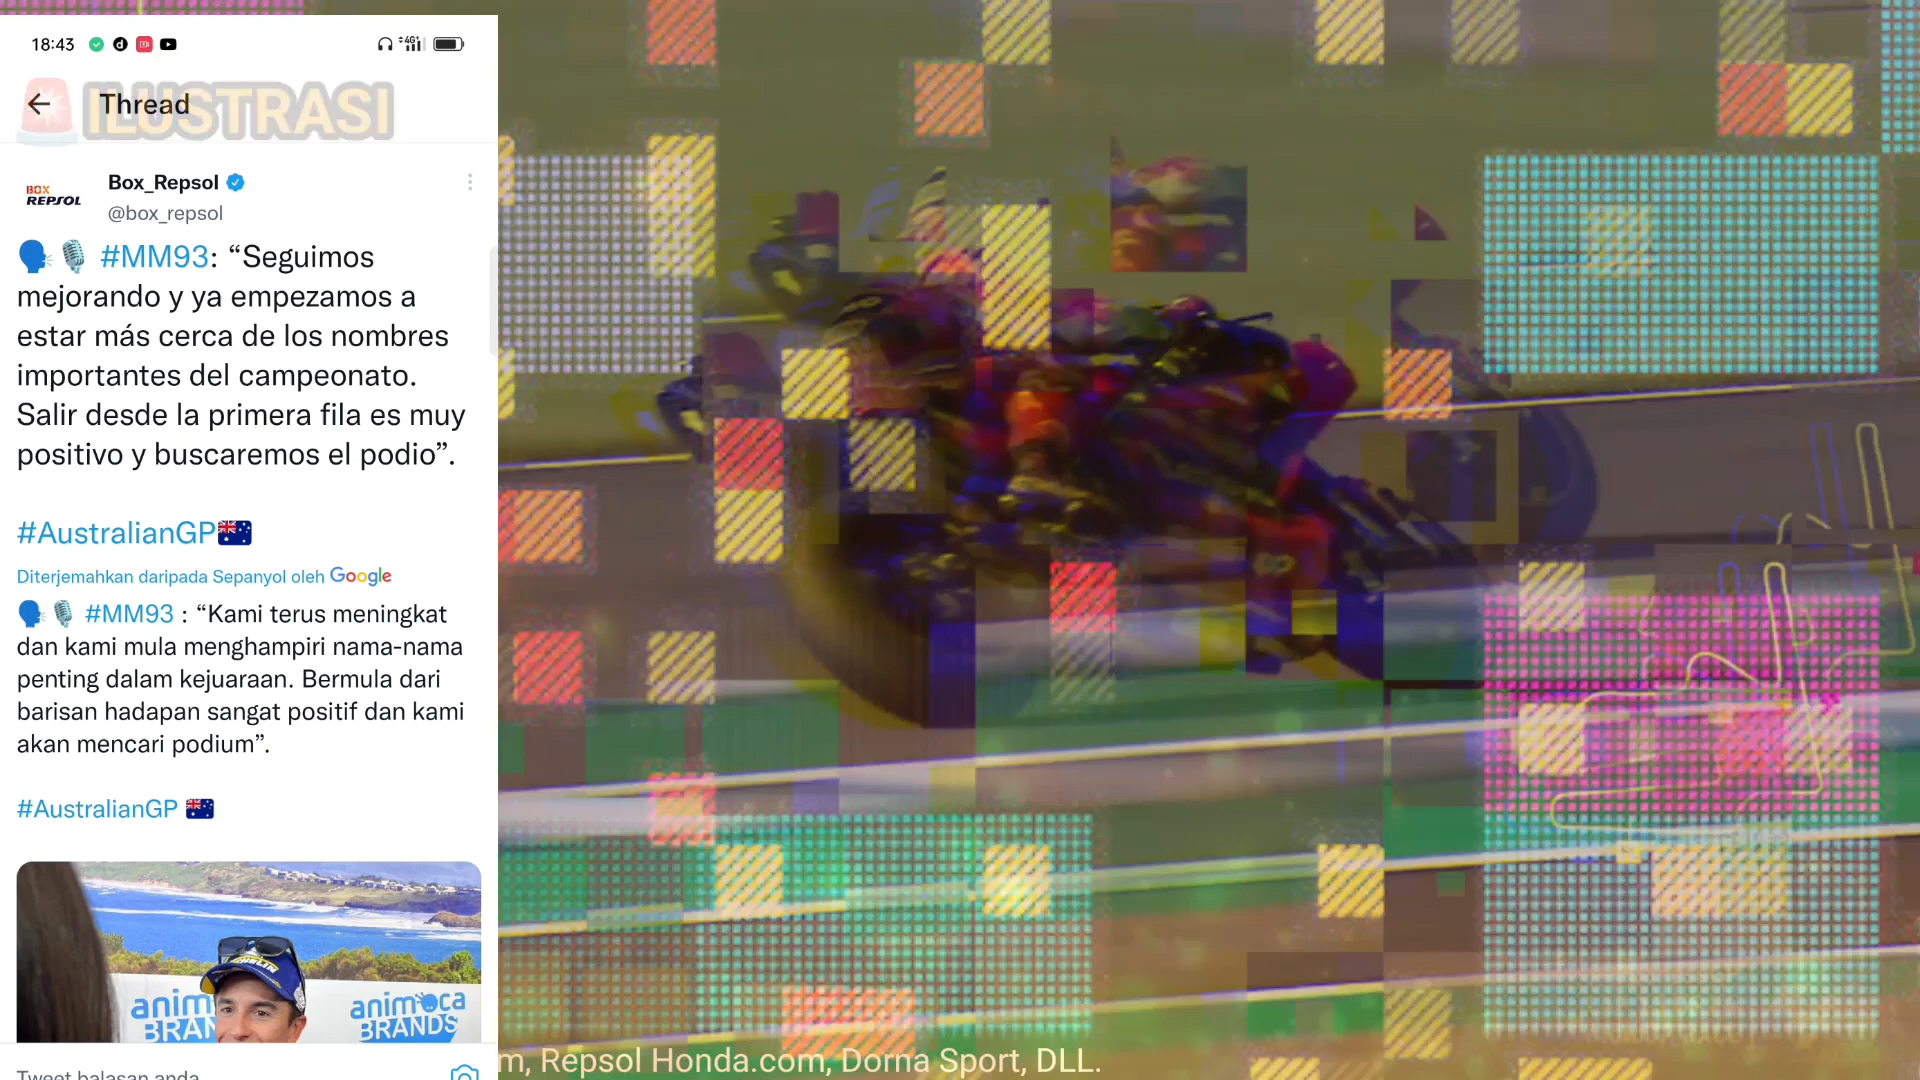 18:43
4G+
ILUSTRASI
Thread
BOX
REPSOL
Box_Repsol
@box_repsol
#MM93: “Seguimos
mejorando y ya empezamos a
estar más cerca de los nombres
importantes del campeonato.
Salir desde la primera fila es muy
positivo y buscaremos el podio”.
#AustralianGP
Diterjemahkan daripada Sepanyol oleh Google
#MM93 : “Kami terus meningkat
dan kami mula menghampiri nama-nama
penting dalam kejuaraan. Bermula dari
barisan hadapan sangat positif dan kami
akan mencari podium”.
#AustralianGP
animoca
BRANDS
Tweet balasan anda
m, Repsol Honda.com, Dorna Sport, DLL.